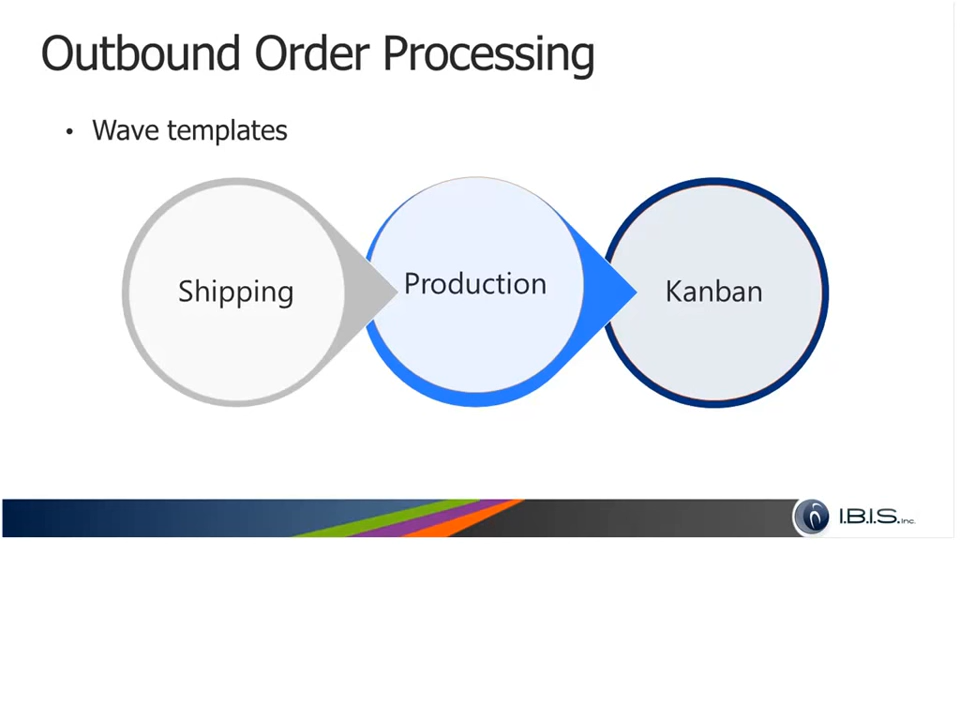 Outbound Order Processing
• Wave templates
Shipping
Production
Kanban
I.B.I.S. Inc.